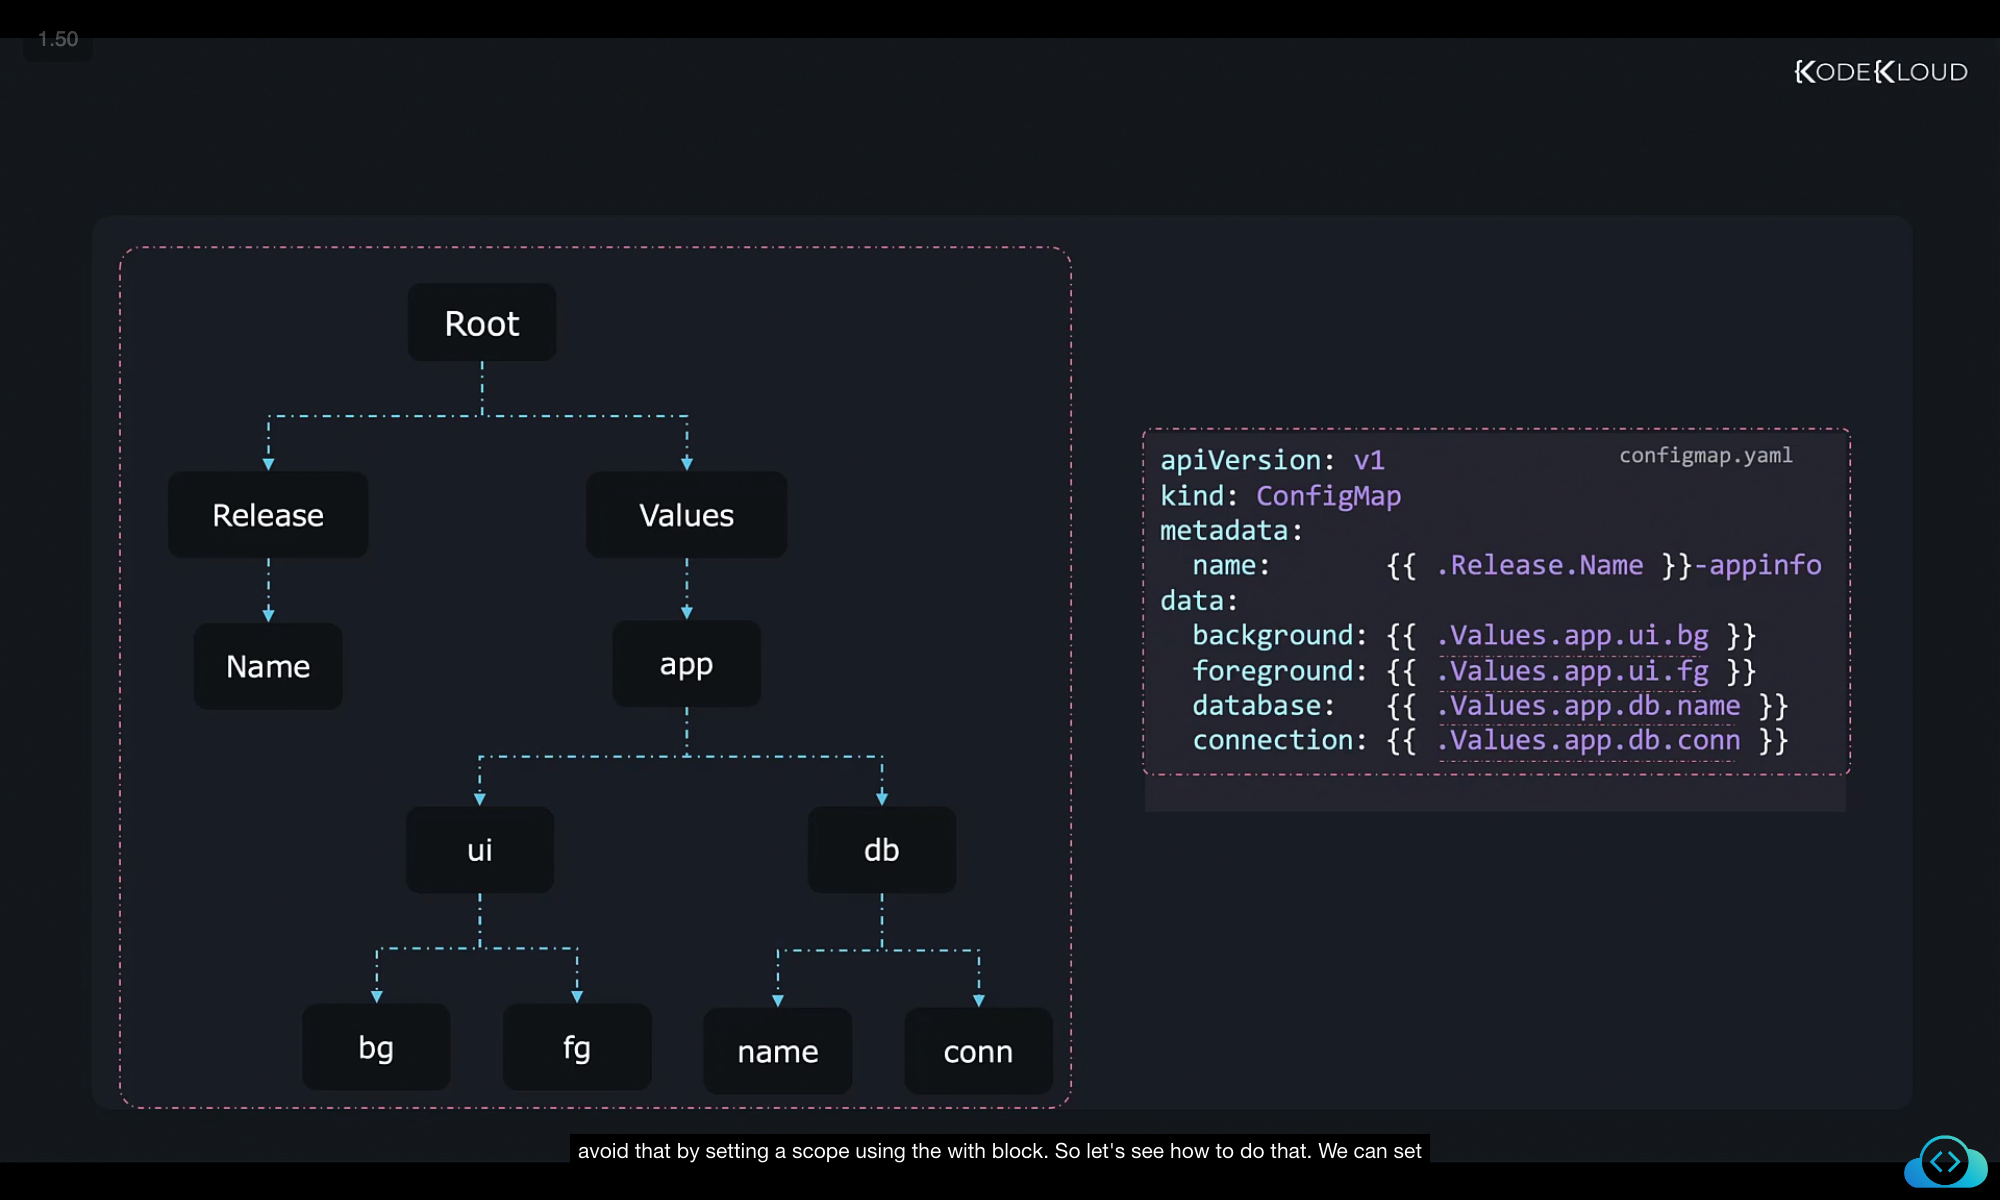 1.50
KODEKLOUD
Root
Release
Values
Name
app
ui
db
bg
fg
name
conn
configmap.yaml
apiVersion: v1
kind: ConfigMap
metadata:
  name:       {{ .Release.Name }}-appinfo
data:
  background: {{ .Values.app.ui.bg }}
  foreground: {{ .Values.app.ui.fg }}
  database:   {{ .Values.app.db.name }}
  connection: {{ .Values.app.db.conn }}
avoid that by setting a scope using the with block. So let's see how to do that. We can set